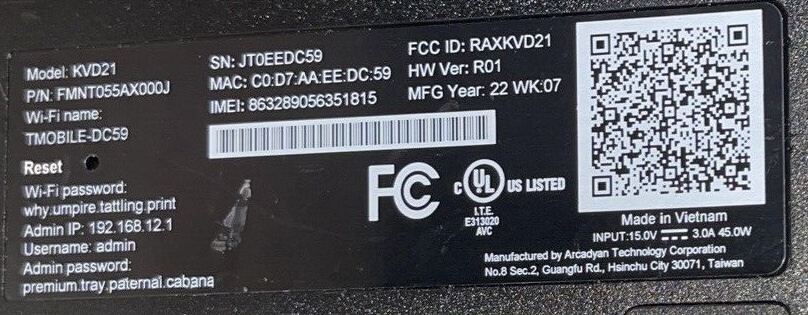 Model: KVD21
P/N: FMNT055AX000J
Wi-Fi name:
TMOBILE-DC59
Reset
Wi-Fi password:
why.umpire.tattling.print
Admin IP: 192.168.12.1
Username: admin
Admin password:
premium.tray.paternal.cabana
SN: JT0EEDC59
MAC: C0:D7:AA:EE:DC:59
IMEI: 863289056351815
FCC ID: RAXKVD21
HW Ver: R01
MFG Year: 22 WK:07
FC
c UL US LISTED
I.T.E.
E313020
AVC
Made in Vietnam
INPUT:15.0V 3.0A 45.0W
Manufactured by Arcadyan Technology Corporation
No.8 Sec.2, Guangfu Rd., Hsinchu City 30071, Taiwan